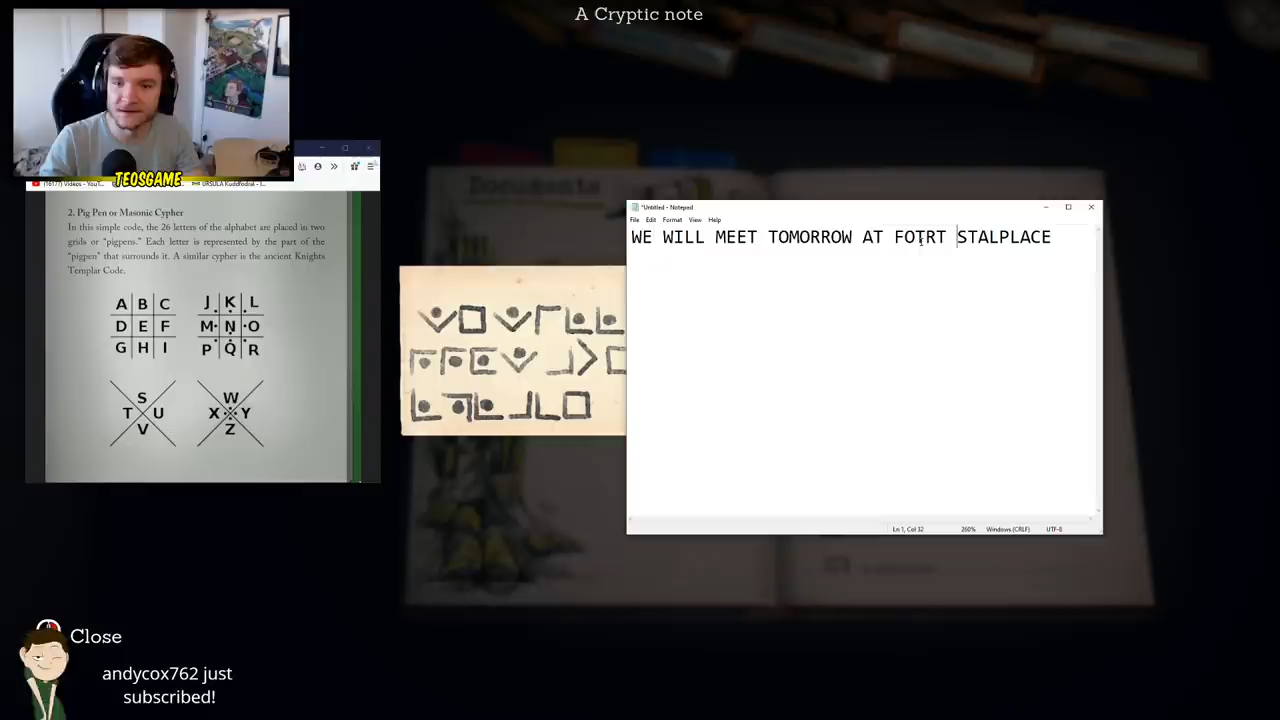 A Cryptic note
TEOSGAME
2. Pig Pen or Masonic Cypher
In this simple code, the 26 letters of the alphabet are placed in two
grids or "pigpens." Each letter is represented by the part of the
"pigpen" that surrounds it. A similar cypher is the ancient Knights
Templar Code.
A B C
D E F
G H I
J K L
M N O
P Q R
S
T U
V
W
X Y
Z
*Untitled - Notepad
File Edit Format View Help
WE WILL MEET TOMORROW AT FOTRT STALPLACE
Ln 1, Col 32 260% Windows (CRLF) UTF-8
Documents
Close
andycox762 just
subscribed!